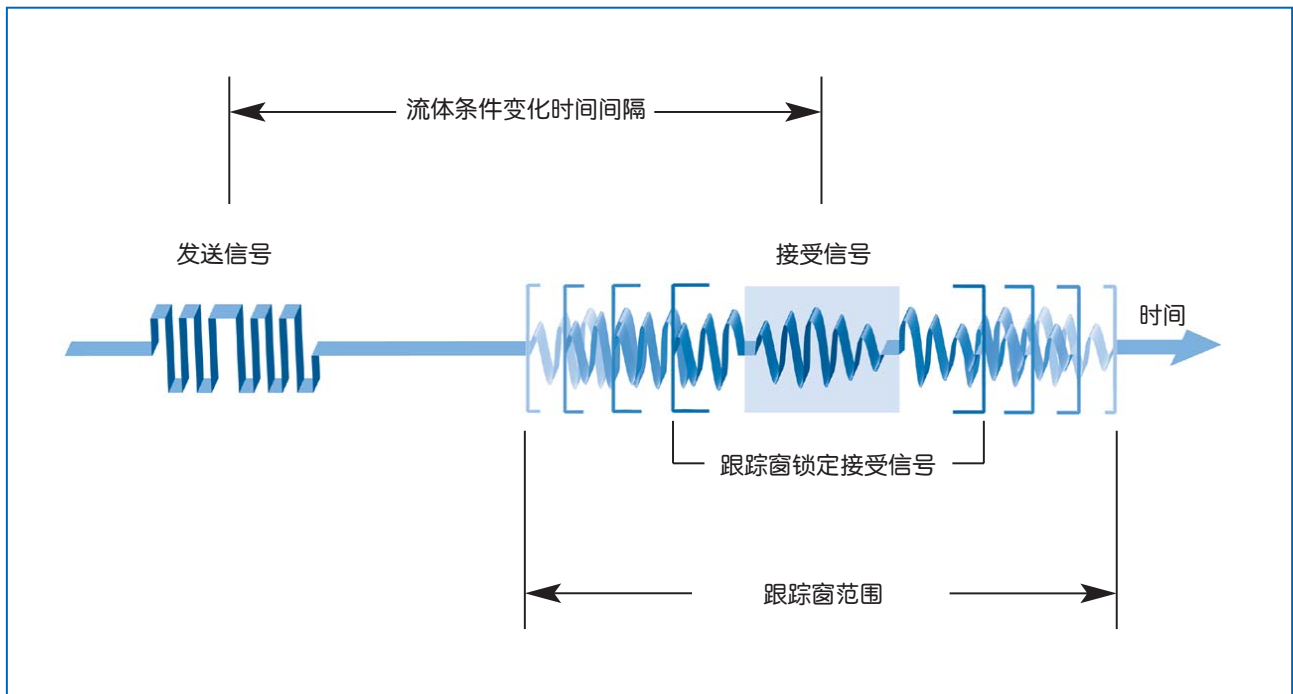 流体条件变化时间间隔
发送信号
接受信号
时间
跟踪窗锁定接受信号
跟踪窗范围